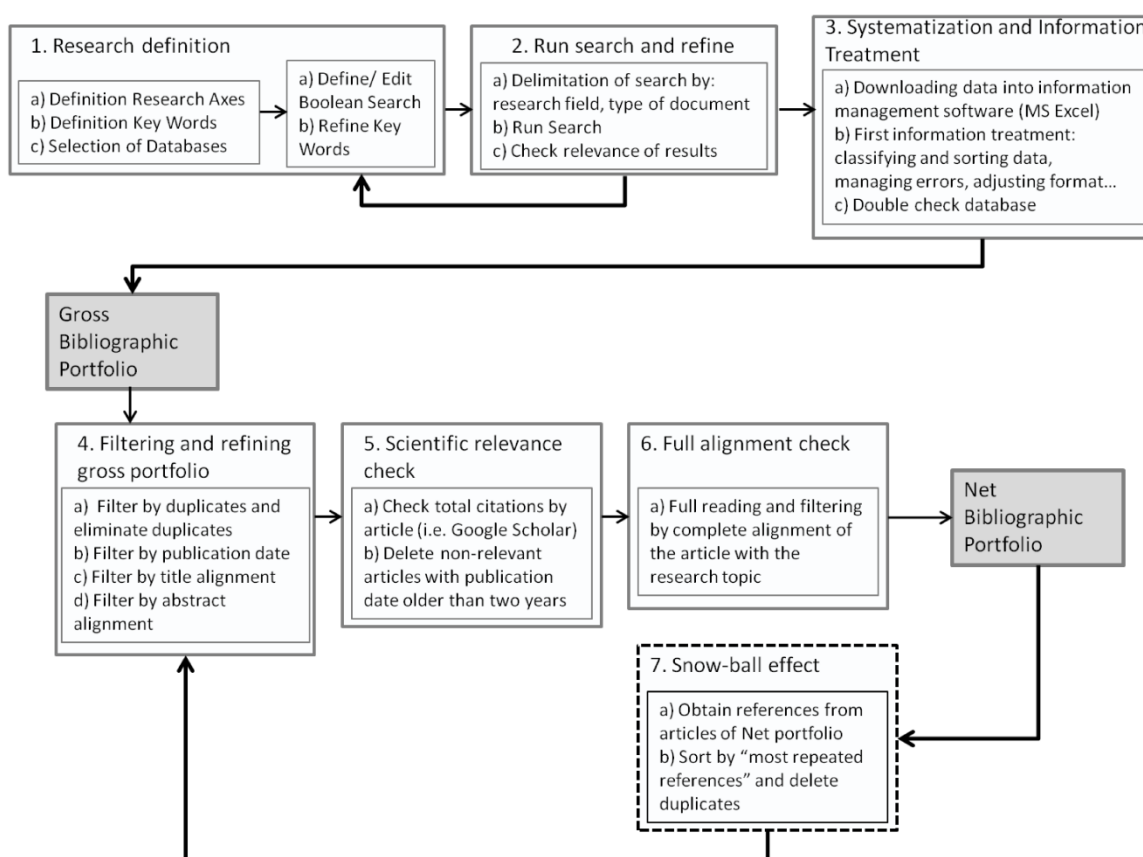 1. Research definition
a) Definition Research Axes
b) Definition Key Words
c) Selection of Databases
a) Define/ Edit
Boolean Search
b) Refine Key
Words
2. Run search and refine
a) Delimitation of search by:
research field, type of document
b) Run Search
c) Check relevance of results
3. Systematization and Information
Treatment
a) Downloading data into information
management software (MS Excel)
b) First information treatment:
classifying and sorting data,
managing errors, adjusting format...
c) Double check database
Gross
Bibliographic
Portfolio
4. Filtering and refining
gross portfolio
a) Filter by duplicates and
eliminate duplicates
b) Filter by publication date
c) Filter by title alignment
d) Filter by abstract
alignment
5. Scientific relevance
check
a) Check total citations by
article (i.e. Google Scholar)
b) Delete non-relevant
articles with publication
date older than two years
6. Full alignment check
a) Full reading and filtering
by complete alignment of
the article with the
research topic
Net
Bibliographic
Portfolio
7. Snow-ball effect
a) Obtain references from
articles of Net portfolio
b) Sort by “most repeated
references” and delete
duplicates